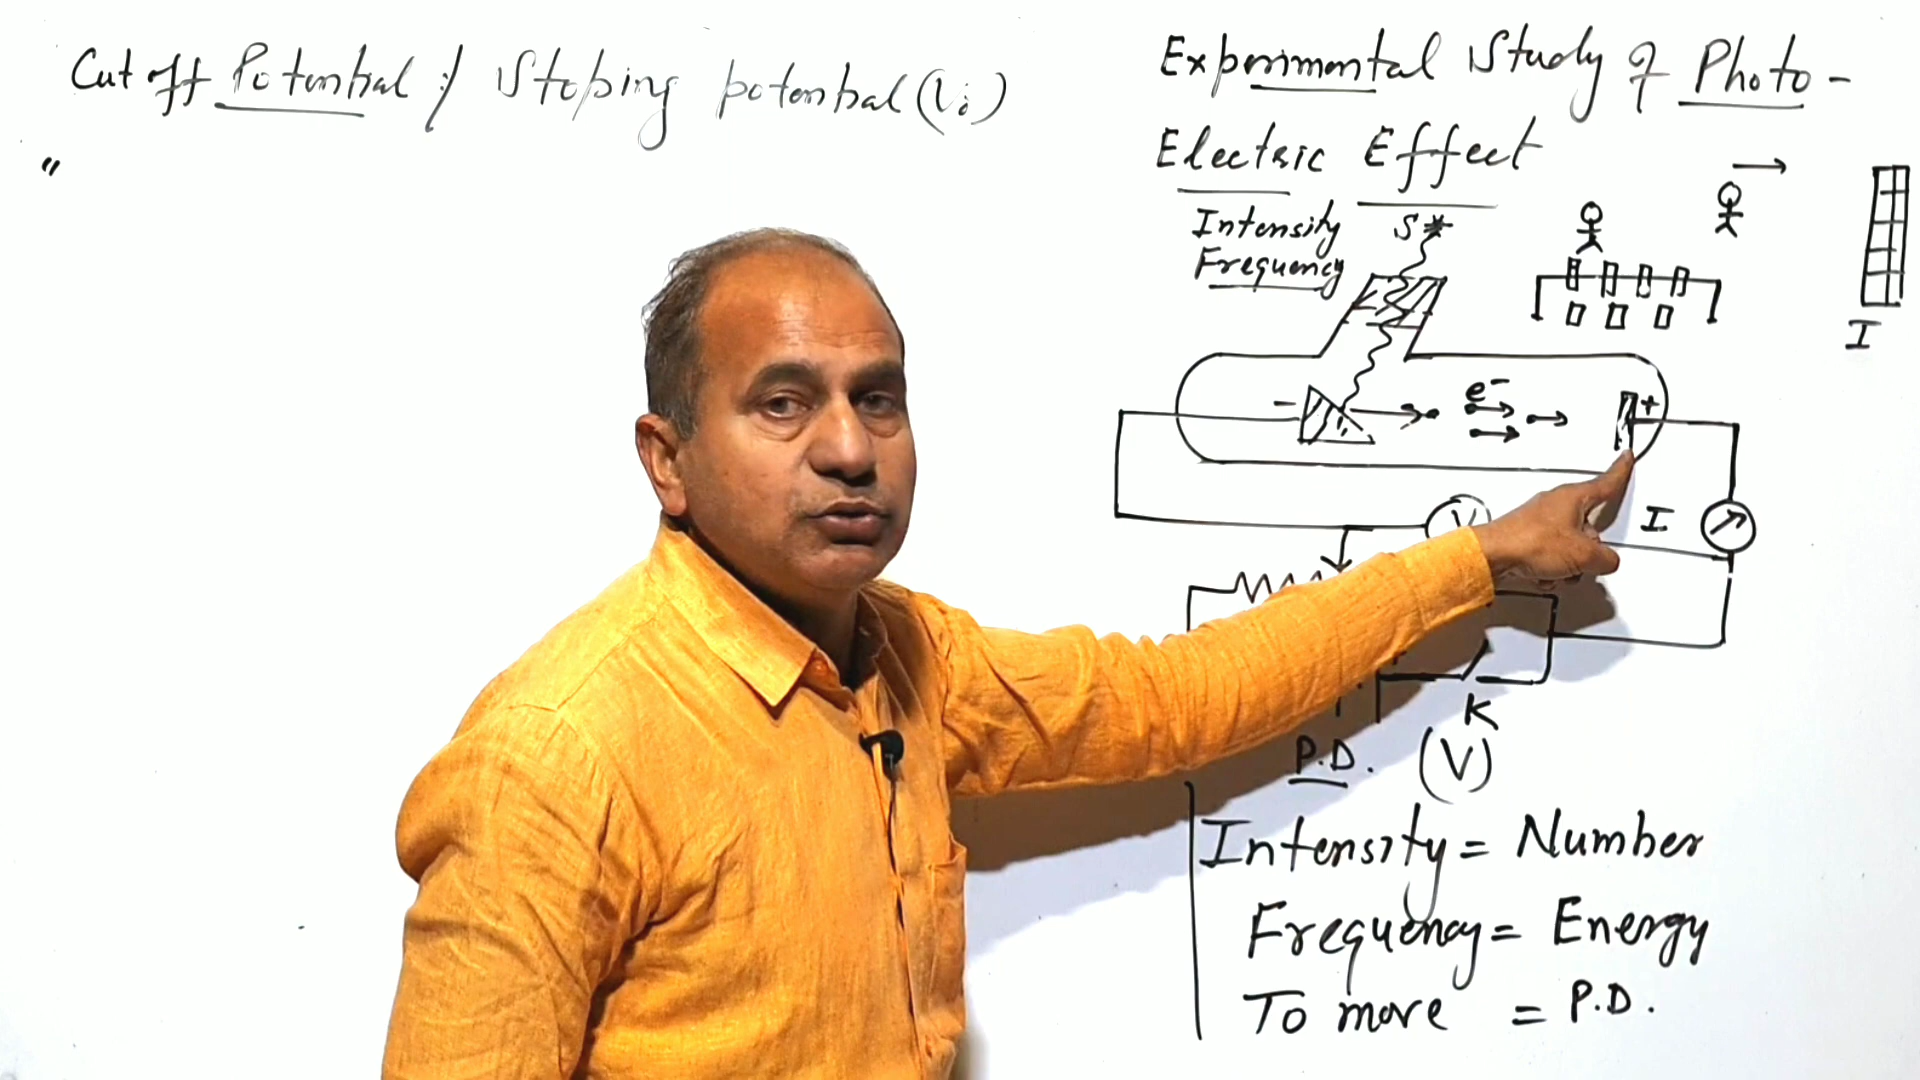 Cut off Potential / Stoping potential (V₀)
"
Experimental Study of Photo-
Electric Effect
Intensity
Frequency
S
I
-
e⁻
+
V
I
K
P.D. (V)
Intensity = Number
Frequency = Energy
To move = P.D.